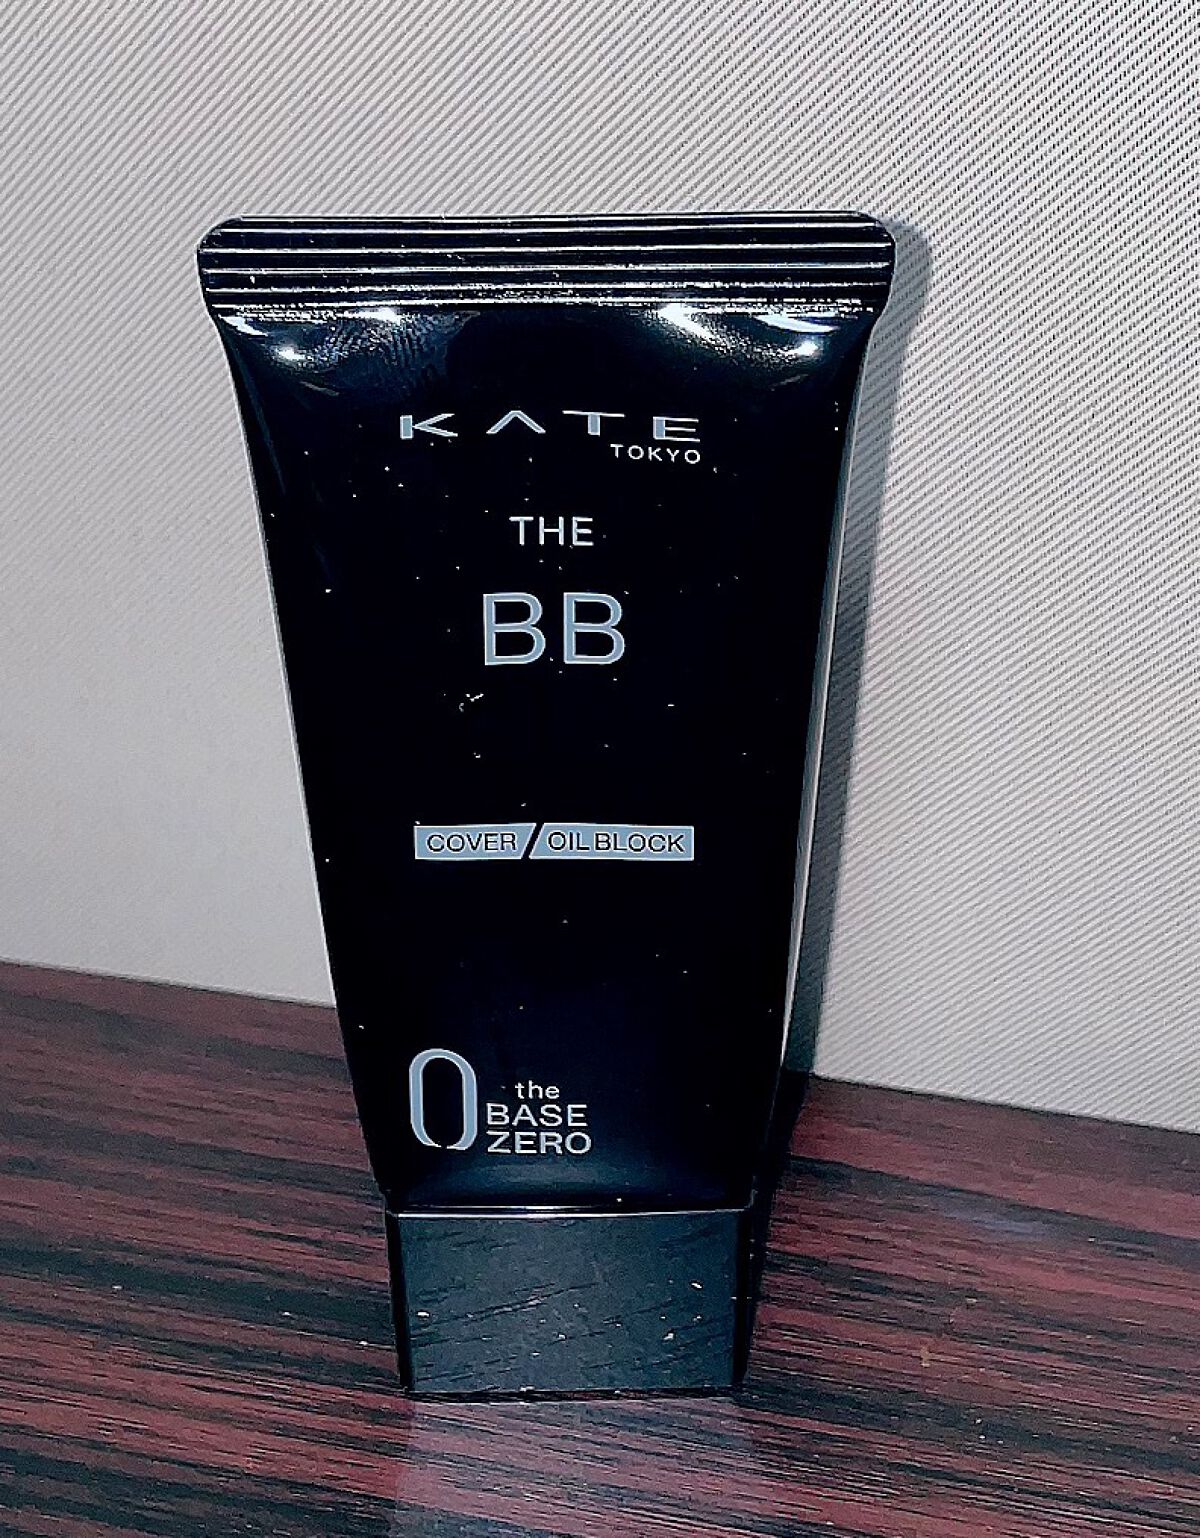 KATE
TOKYO
THE
BB
COVER/OIL BLOCK
0 the
BASE
ZERO